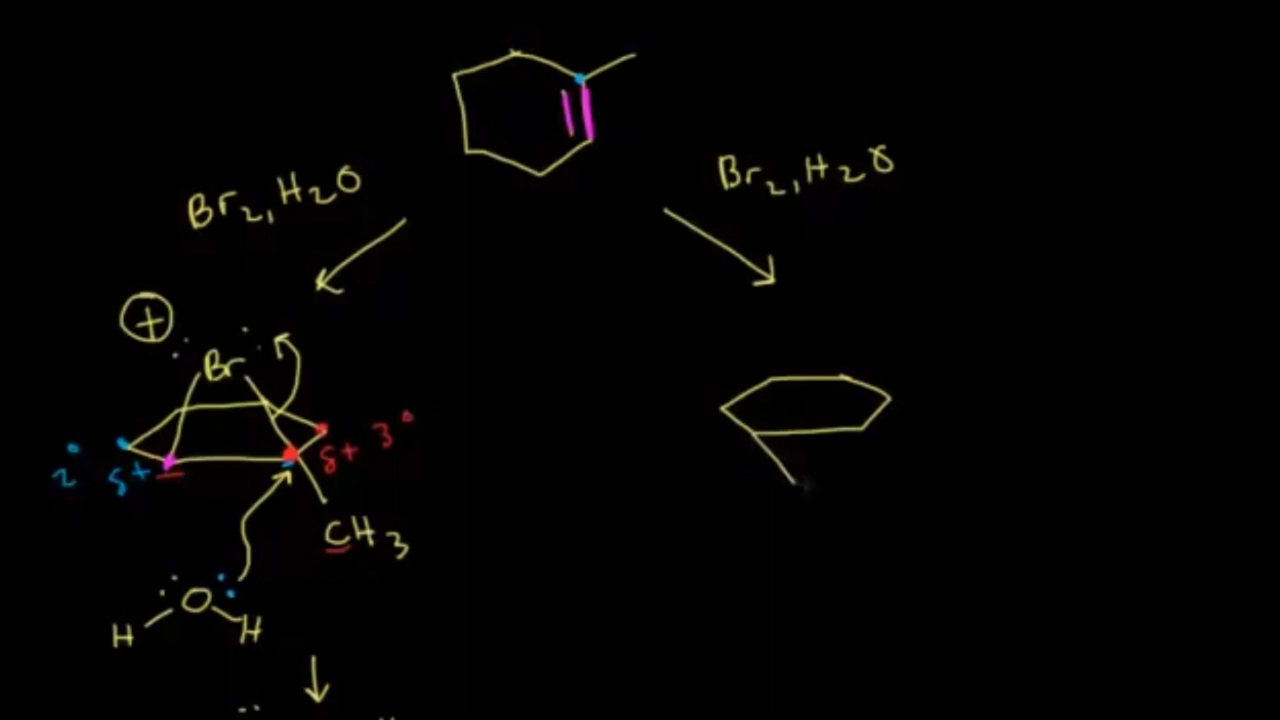 Br₂, H₂O
Br₂, H₂O
+
Br
2° δ+
δ+ 3°
CH₃
O
H H